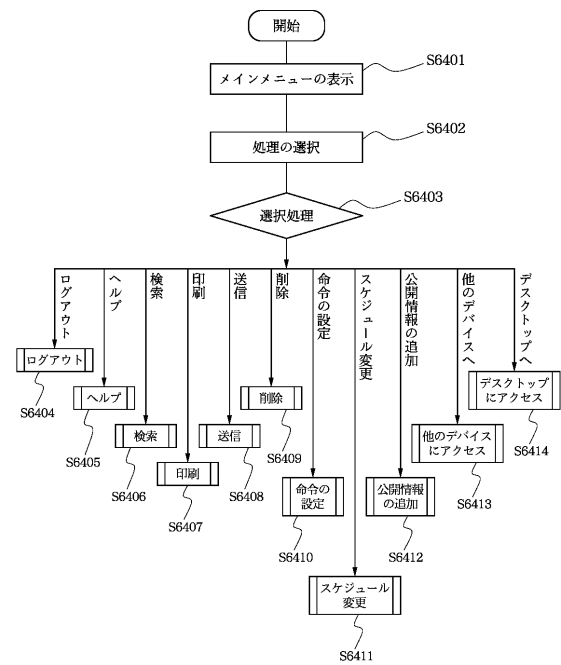 開始
メインメニューの表示
S6401
処理の選択
S6402
選択処理
S6403
ログアウト
ヘルプ
検索
印刷
送信
削除
命令の設定
スケジュール変更
公開情報の追加
他のデバイスへ
デスクトップへ
ログアウト
S6404
ヘルプ
S6405
検索
S6406
印刷
S6407
送信
S6408
削除
S6409
命令の
設定
S6410
スケジュール
変更
S6411
公開情報
の追加
S6412
他のデバイス
にアクセス
S6413
デスクトップ
にアクセス
S6414